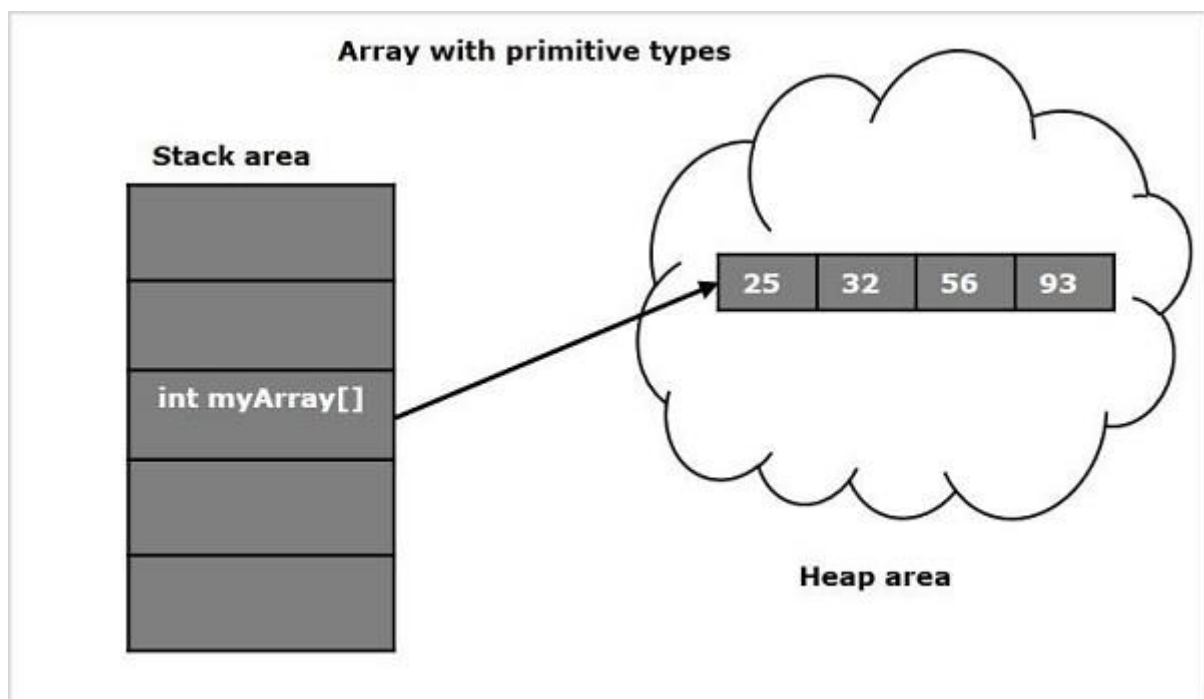 Array with primitive types
Stack area
25 32 56 93
int myArray[]
Heap area